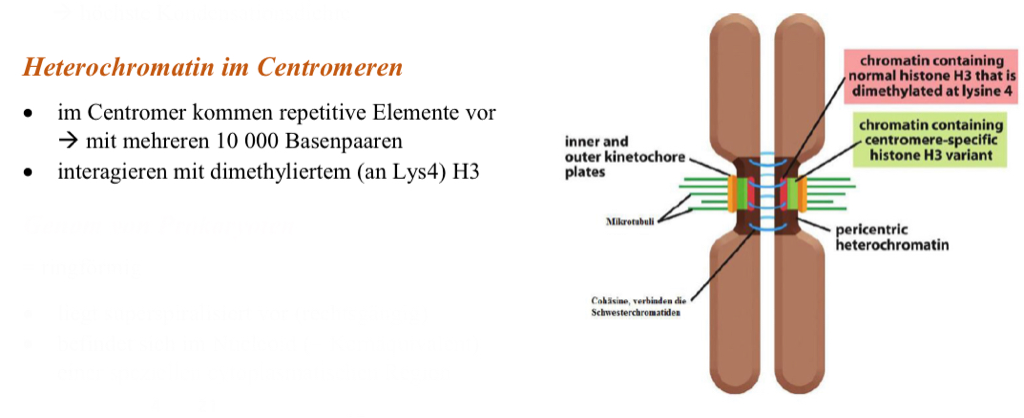 Heterochromatin im Centromeren
• im Centromer kommen repetitive Elemente vor
→ mit mehreren 10 000 Basenpaaren
• interagieren mit dimethyliertem (an Lys4) H3
chromatin containing
normal histone H3 that is
dimethylated at lysine 4
chromatin containing
centromere-specific
histone H3 variant
inner and
outer kinetochore
plates
Mikrotubuli
pericentric
heterochromatin
Cohäsine, verbinden die
Schwesterchromatiden